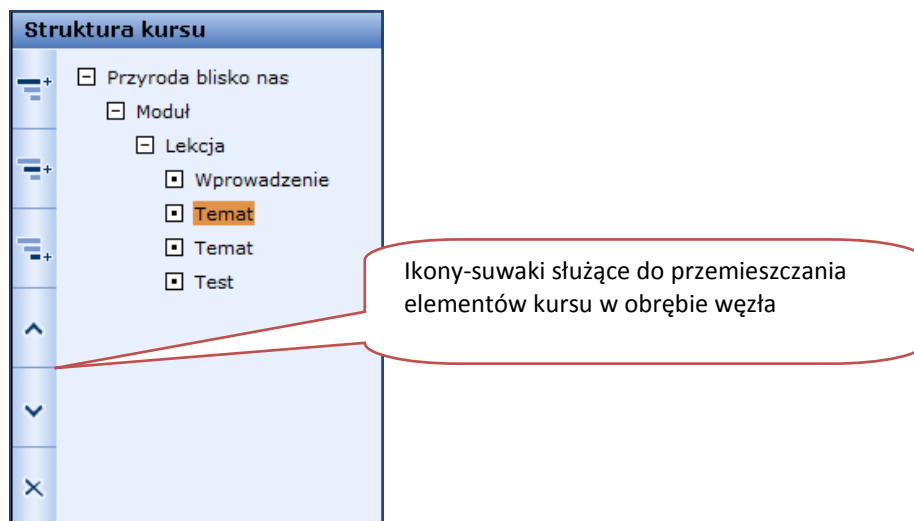 Struktura kursu
Przyroda blisko nas
Moduł
Lekcja
Wprowadzenie
Temat
Temat
Test
Ikony-suwaki służące do przemieszczania
elementów kursu w obrębie węzła